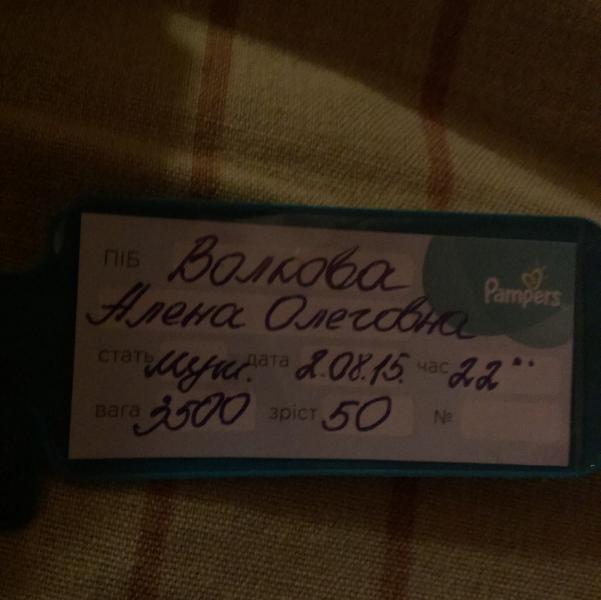 ПІБ Волкова
Pampers
Алена Олеговна
стать муж. дата 2.08.15. час 22
вага 3500 зріст 50 №